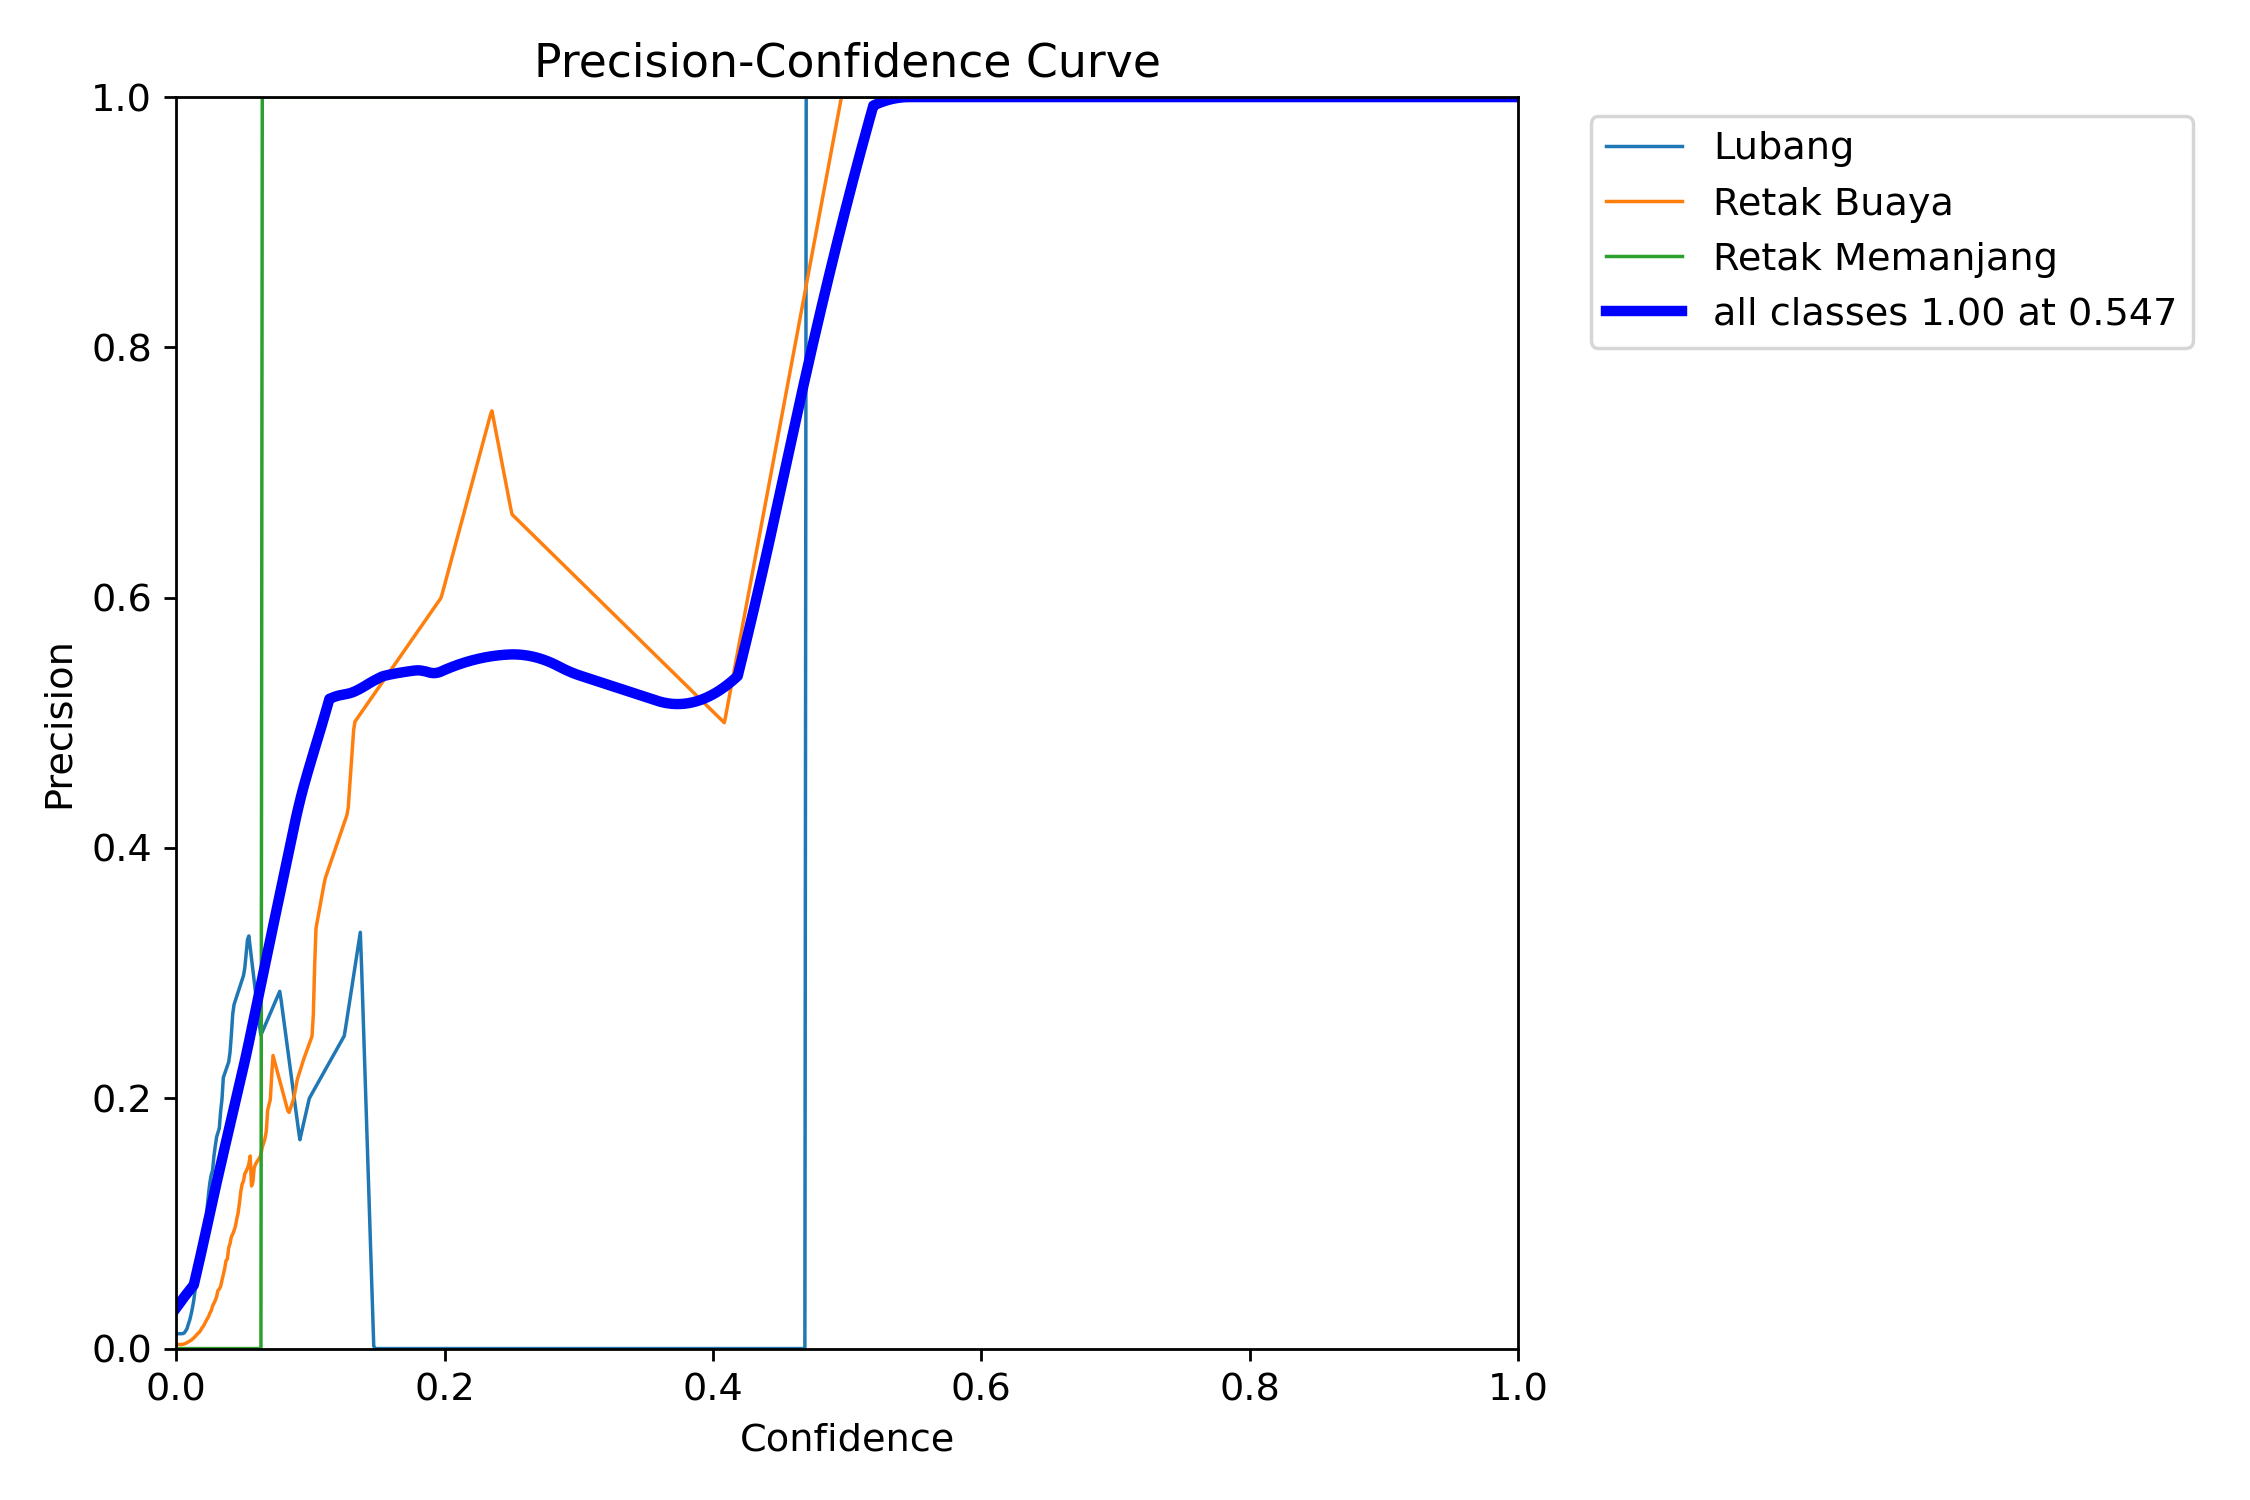 Precision-Confidence Curve
1.0
0.8
0.6
0.4
0.2
0.0
Precision
0.0 0.2 0.4 0.6 0.8 1.0
Confidence
Lubang
Retak Buaya
Retak Memanjang
all classes 1.00 at 0.547